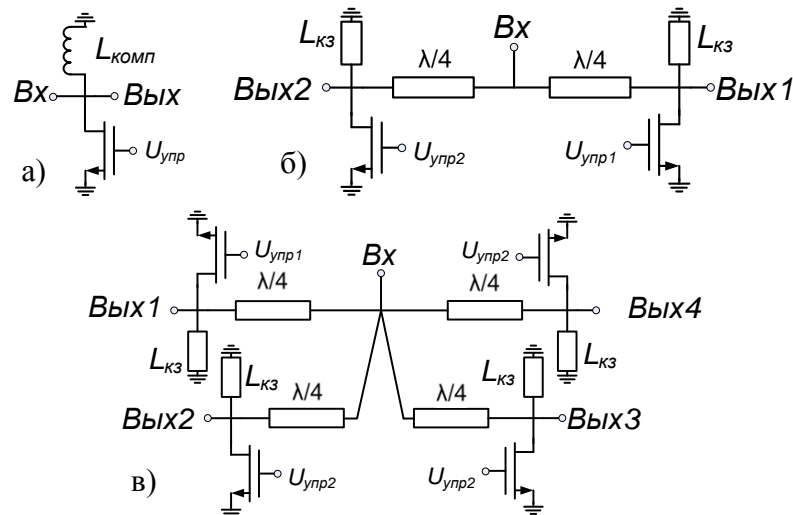 Lкомп
Вх
Вых
Uупр
а)
Lкз
λ/4
Вх
λ/4
Lкз
Вых2
Вых1
Uупр2
Uупр1
б)
Uупр1
Вх
Uупр2
λ/4
λ/4
Вых1
Вых4
Lкз
Lкз
Lкз
Lкз
λ/4
λ/4
Вых2
Вых3
Uупр2
Uупр2
в)